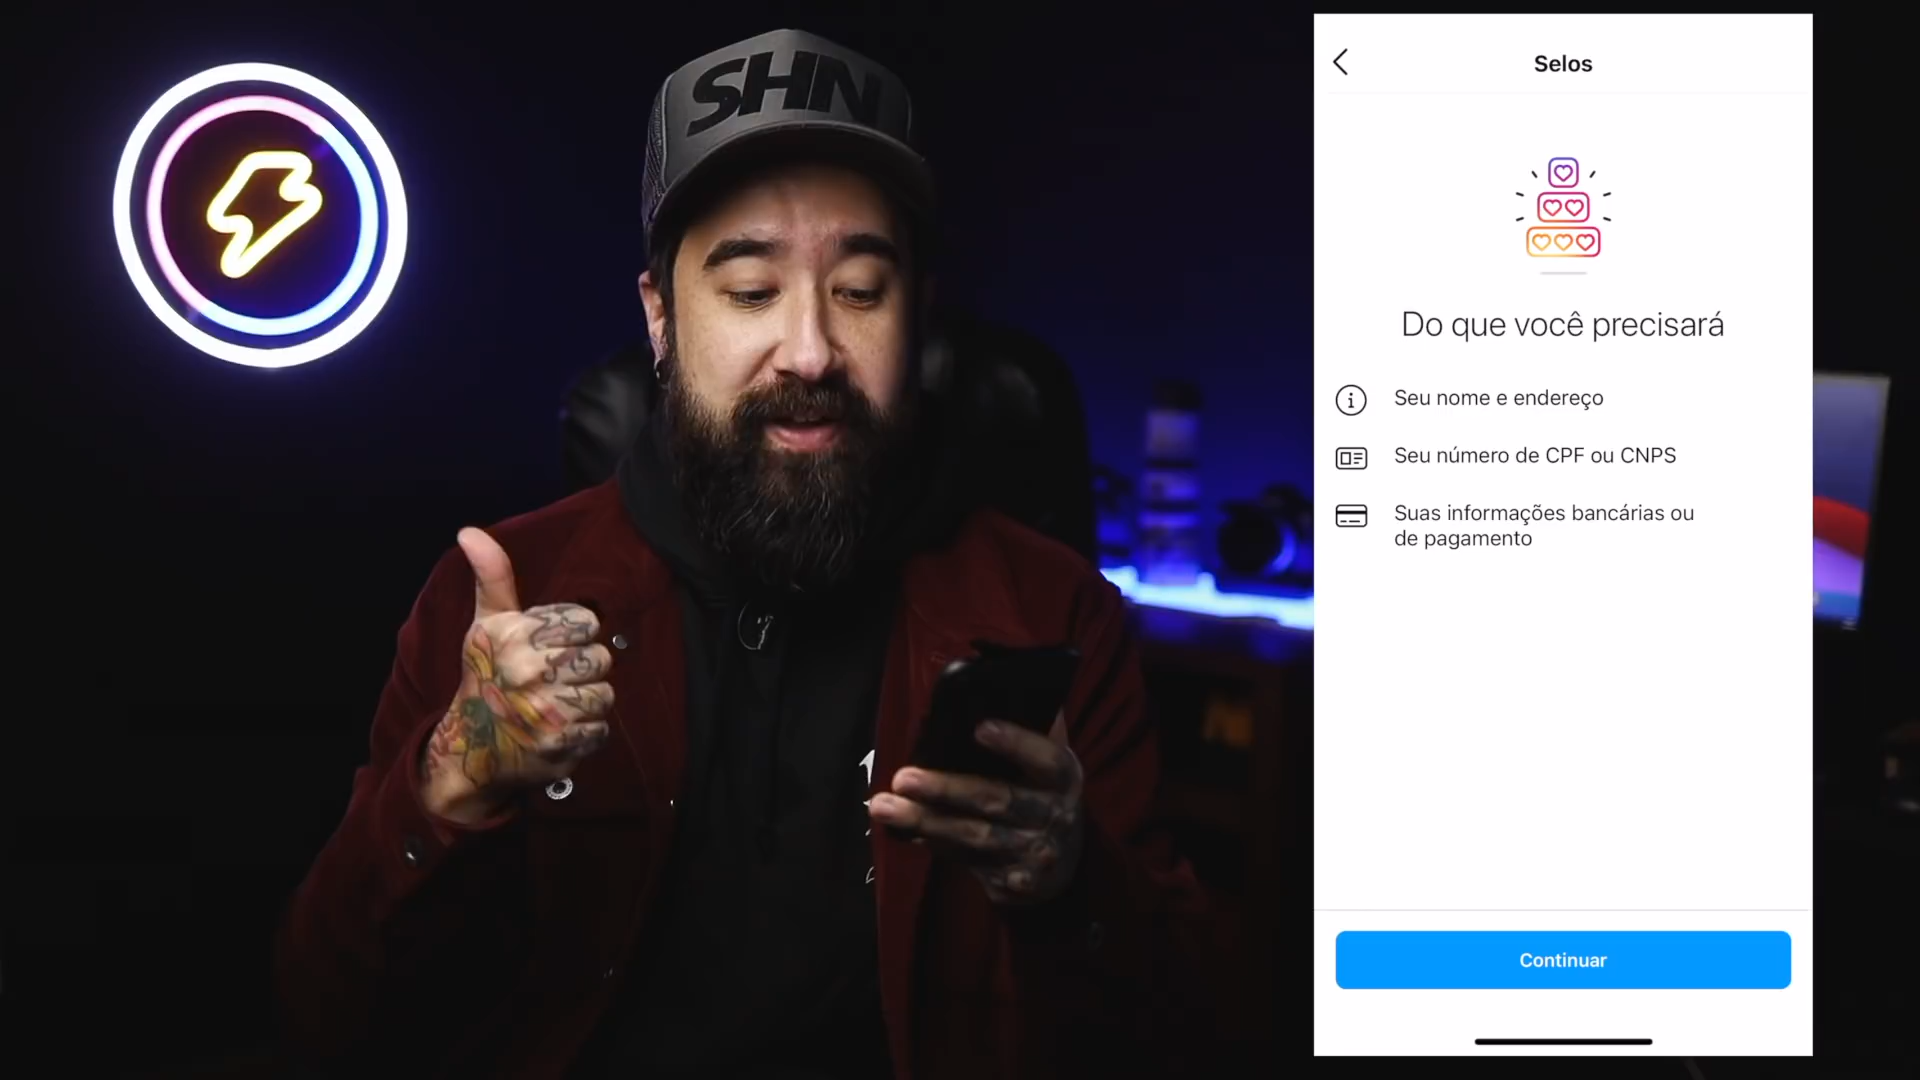 SHN
Selos
Do que você precisará
Seu nome e endereço
Seu número de CPF ou CNPS
Suas informações bancárias ou
de pagamento
Continuar